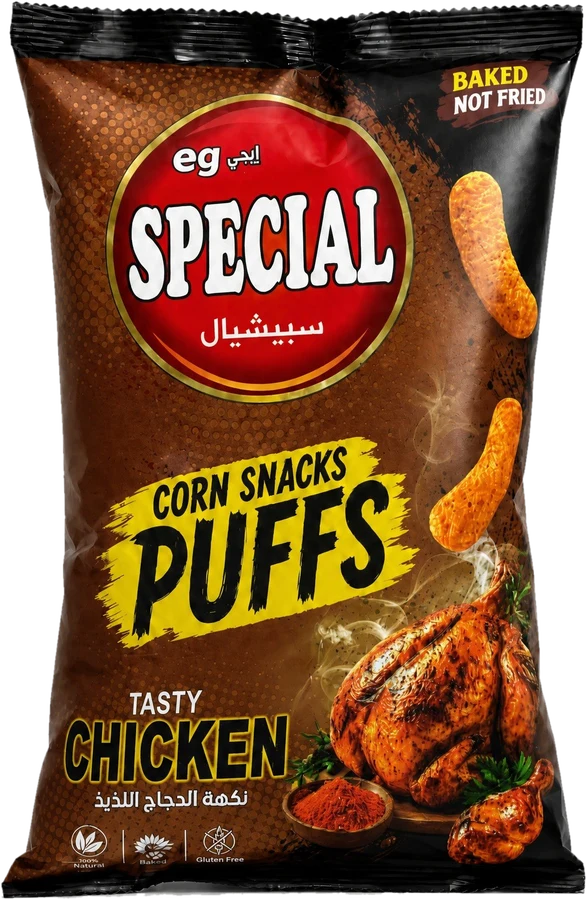 BAKED
NOT FRIED
eg إيجي
SPECIAL
سبيشيال
CORN SNACKS
PUFFS
TASTY
CHICKEN
نكهة الدجاج اللذيذ
100%
Natural
Baked
Gluten Free